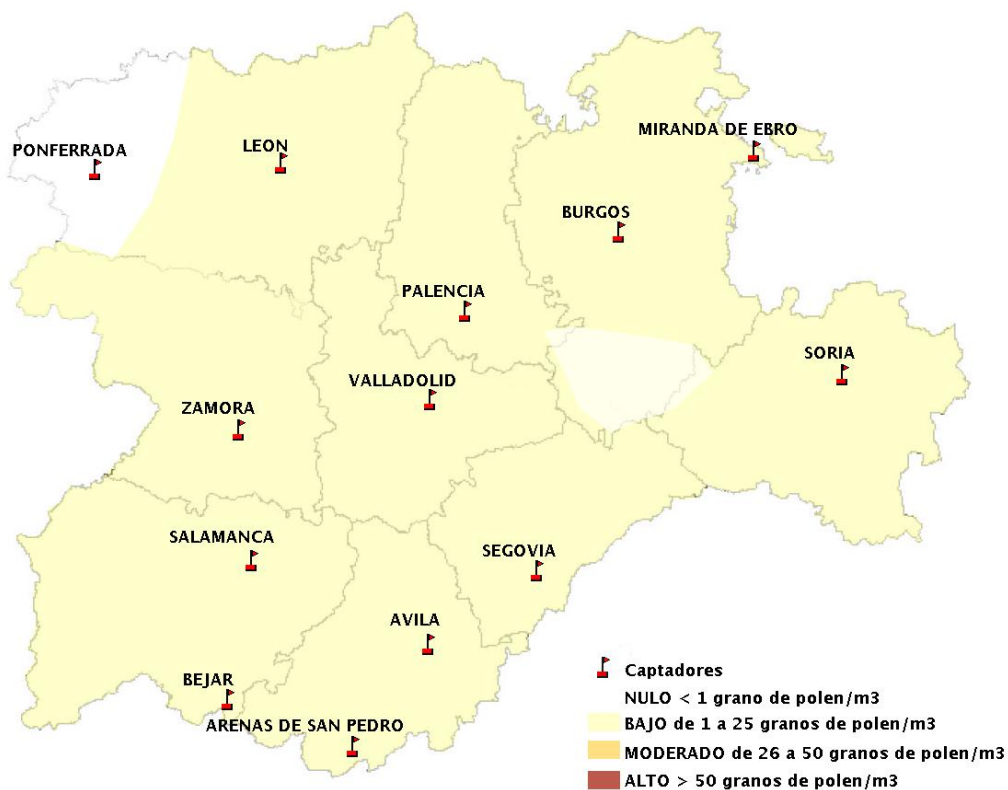 MIRANDA DE EBRO
PONFERRADA
LEON
BURGOS
PALENCIA
SORIA
VALLADOLID
ZAMORA
SALAMANCA
SEGOVIA
AVILA
BEJAR
ARENAS DE SAN PEDRO
Captadores
NULO < 1 grano de polen/m3
BAJO de 1 a 25 granos de polen/m3
MODERADO de 26 a 50 granos de polen/m3
ALTO > 50 granos de polen/m3